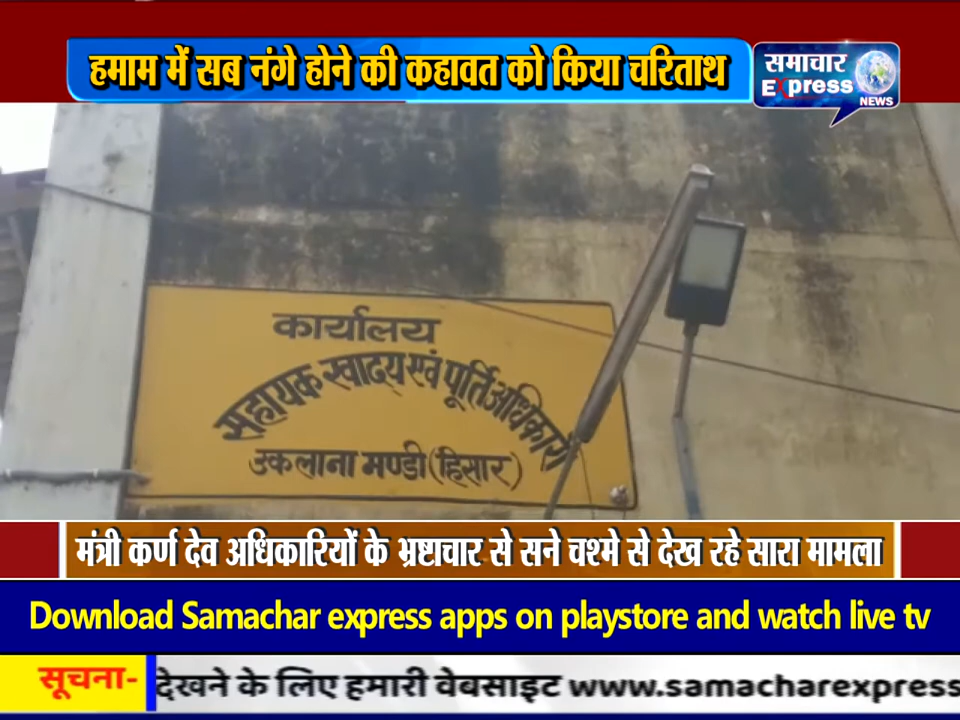 हमाम में सब नंगे होने की कहावत को किया चरिताथ
समाचार
Express
NEWS
कार्यालय
सहायक खाद्य एवं पूर्ति अधिकारी
उकलाना मण्डी (हिसार)
मंत्री कर्ण देव अधिकारियों के भ्रष्टाचार से सने चश्मे से देख रहे सारा मामला
Download Samachar express apps on playstore and watch live tv
सूचना- देखने के लिए हमारी वेबसाइट www.samacharexpress